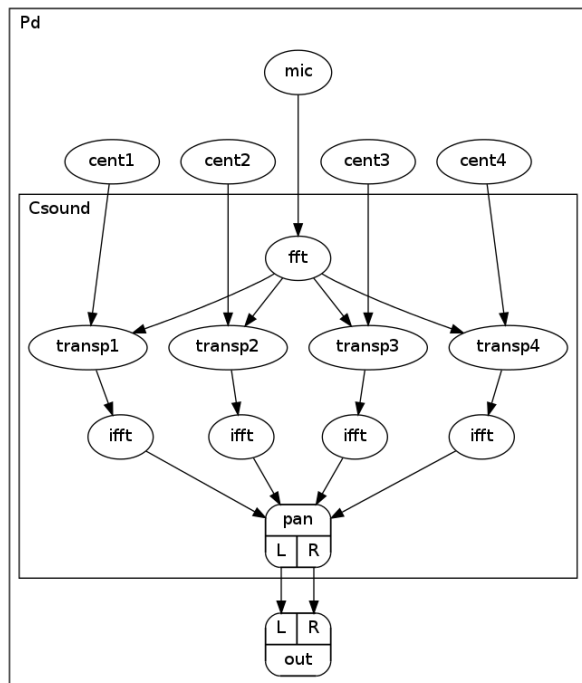 Pd
mic
cent1 cent2 cent3 cent4
Csound
fft
transp1 transp2 transp3 transp4
ifft ifft ifft ifft
pan
L R
L R
out